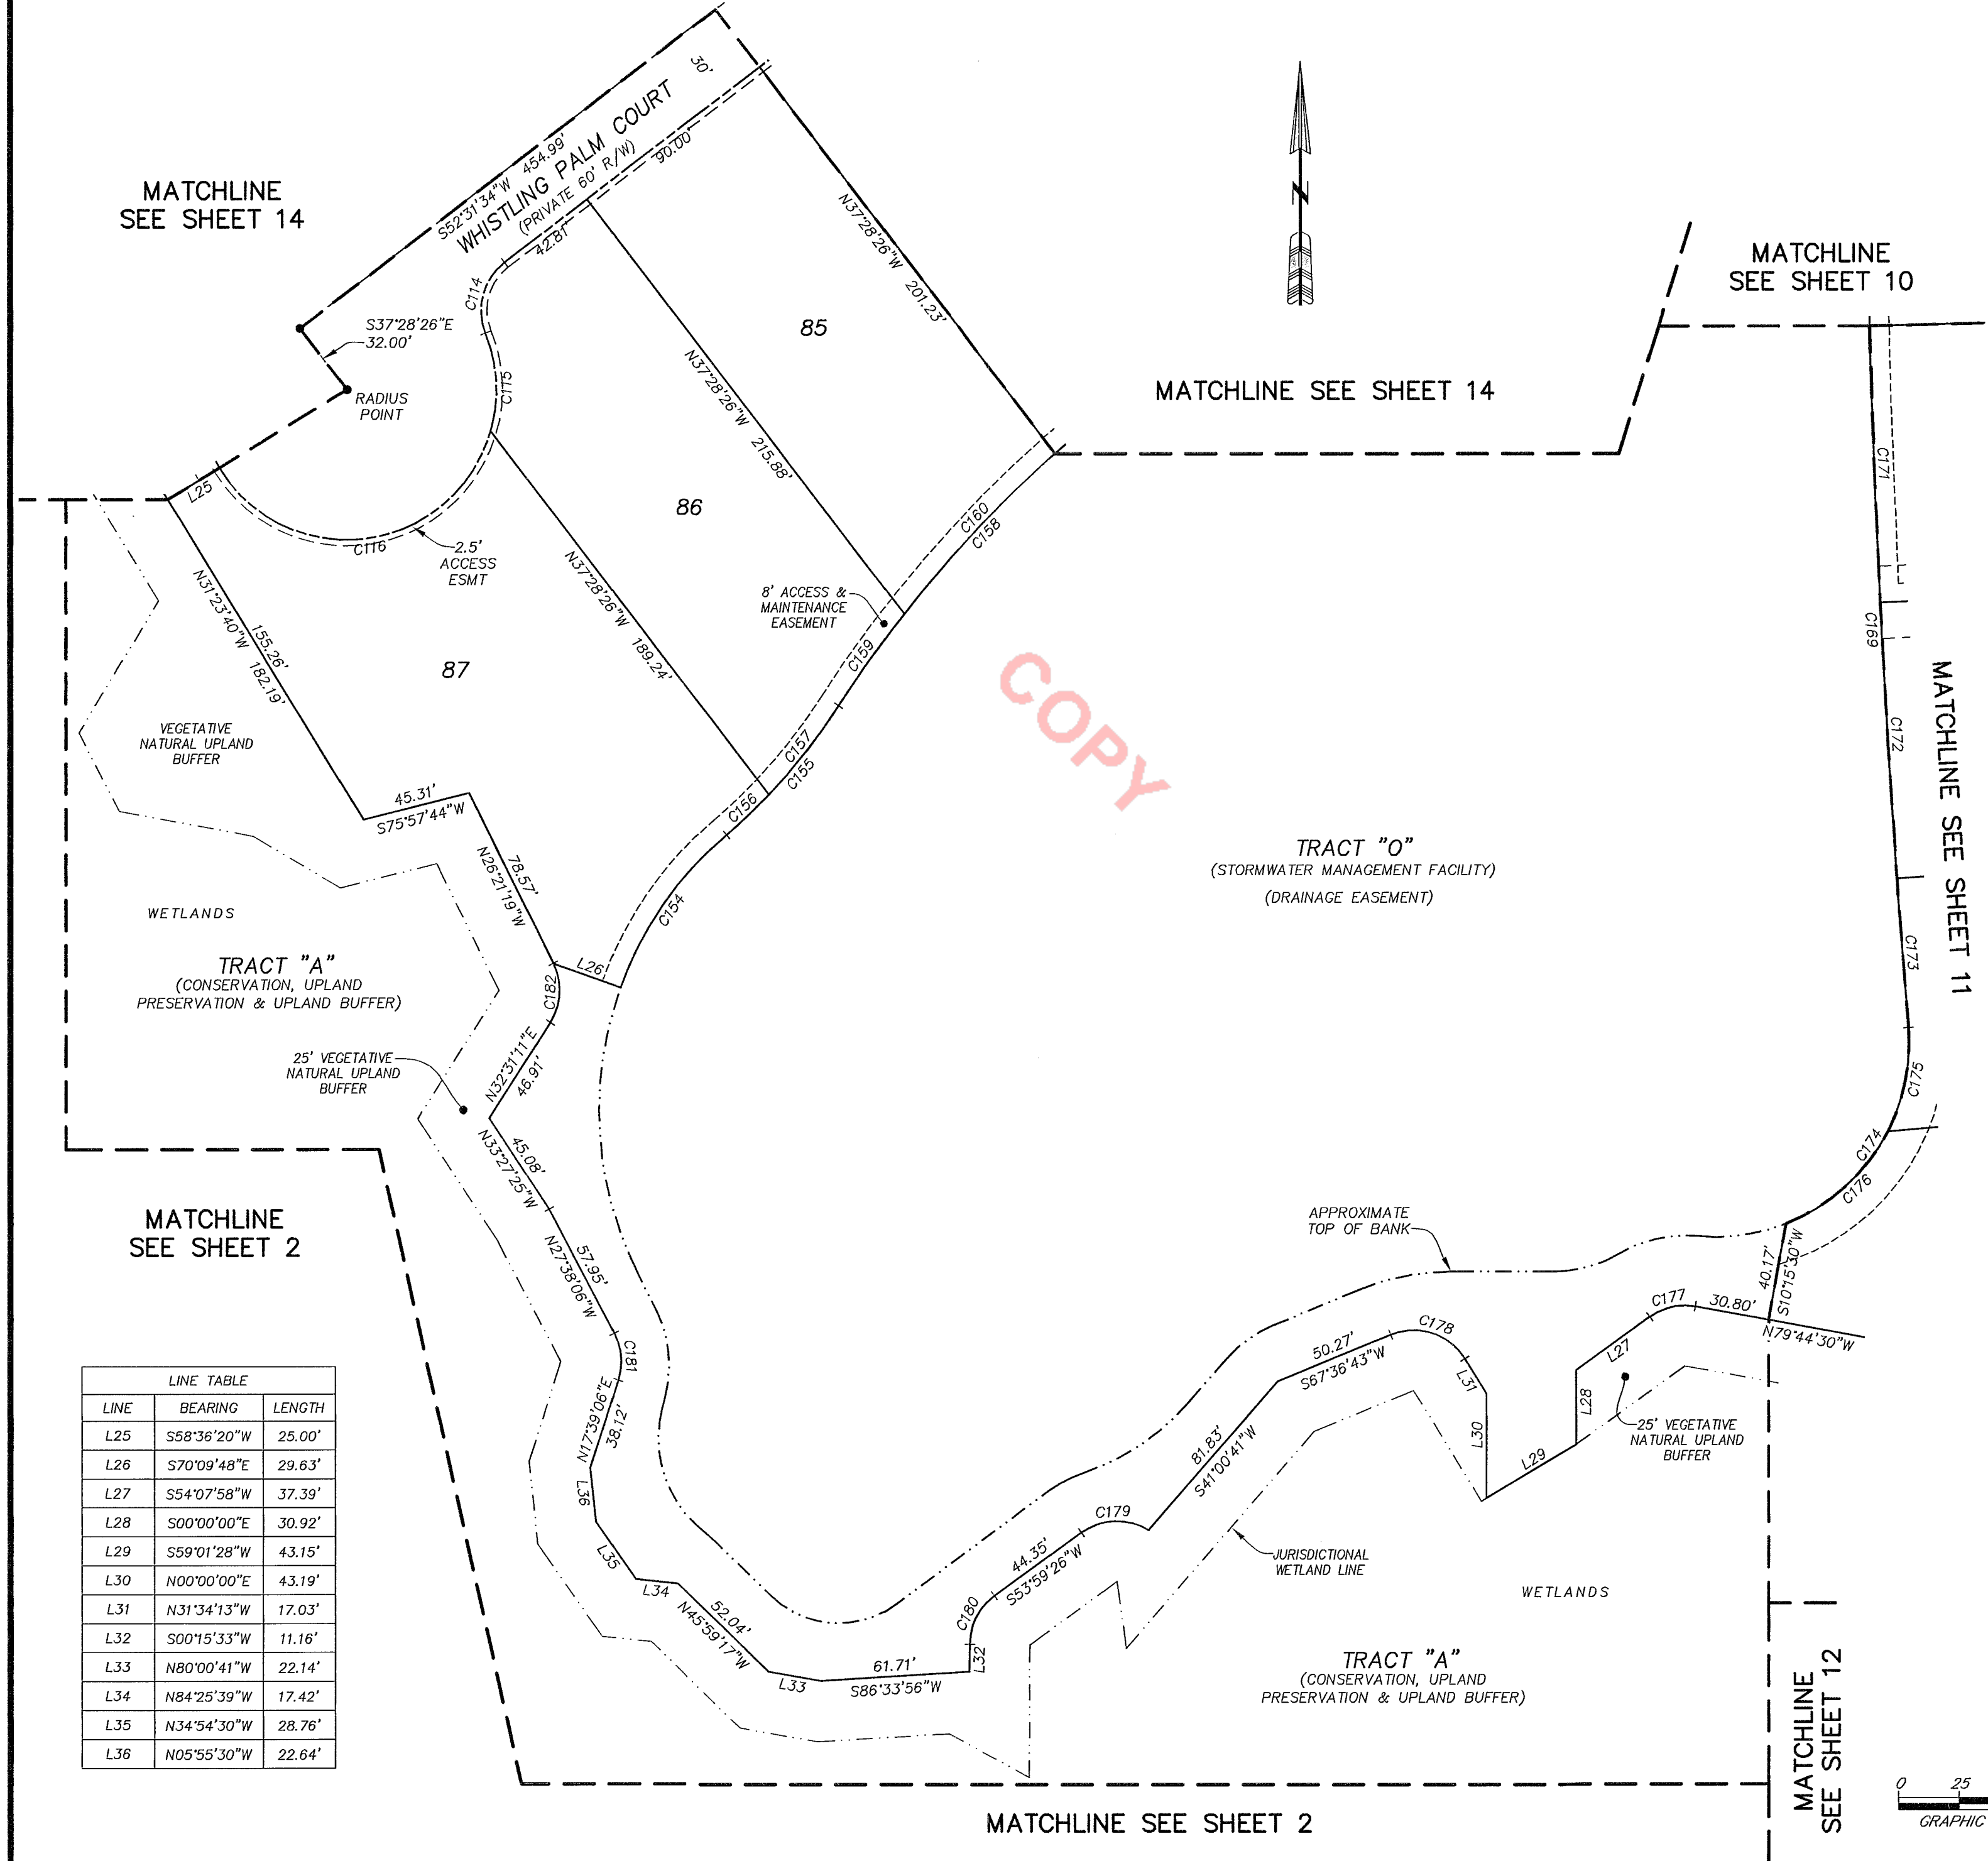 30'
S52°31'34"W 454.99'
WHISTLING PALM COURT
(PRIVATE 60' R/W)
90.00'
42.81'
MATCHLINE
SEE SHEET 14
C114
S37°28'26"E
32.00'
RADIUS
POINT
C115
L25
C116
2.5'
ACCESS
ESMT
N37°28'26"W 201.23'
85
N37°28'26"W 215.88'
86
N37°28'26"W 189.24'
87
N
MATCHLINE
SEE SHEET 10
MATCHLINE SEE SHEET 14
C160
C158
8' ACCESS &
MAINTENANCE
EASEMENT
C159
C157
C155
C156
C154
155.26'
N31°23'40"W 182.19'
VEGETATIVE
NATURAL UPLAND
BUFFER
45.31'
S75°57'44"W
78.57'
N26°21'19"W
WETLANDS
TRACT "A"
(CONSERVATION, UPLAND
PRESERVATION & UPLAND BUFFER)
L26
C182
25' VEGETATIVE
NATURAL UPLAND
BUFFER
N32°31'11"E
46.91'
45.08'
N33°27'25"W
57.95'
N27°38'06"W
C181
N17°39'06"E
38.12'
L36
L35
L34
52.04'
N45°59'17"W
L33
61.71'
S86°33'56"W
L32
C180
44.35'
S53°59'26"W
C179
81.83'
S41°00'41"W
50.27'
S67°36'43"W
C178
L31
L30
L29
L28
L27
C177
30.80'
N79°44'30"W
40.17'
S10°15'30"W
COPY
TRACT "O"
(STORMWATER MANAGEMENT FACILITY)
(DRAINAGE EASEMENT)
C171
C169
C172
C173
C175
C174
C176
MATCHLINE SEE SHEET 11
APPROXIMATE
TOP OF BANK
25' VEGETATIVE
NATURAL UPLAND
BUFFER
JURISDICTIONAL
WETLAND LINE
WETLANDS
TRACT "A"
(CONSERVATION, UPLAND
PRESERVATION & UPLAND BUFFER)
MATCHLINE
SEE SHEET 2
MATCHLINE SEE SHEET 2
MATCHLINE
SEE SHEET 12
LINE TABLE
LINE BEARING LENGTH
L25 S58°36'20"W 25.00'
L26 S70°09'48"E 29.63'
L27 S54°07'58"W 37.39'
L28 S00°00'00"E 30.92'
L29 S59°01'28"W 43.15'
L30 N00°00'00"E 43.19'
L31 N31°34'13"W 17.03'
L32 S00°15'33"W 11.16'
L33 N80°00'41"W 22.14'
L34 N84°25'39"W 17.42'
L35 N34°54'30"W 28.76'
L36 N05°55'30"W 22.64'
0 25
GRAPHIC